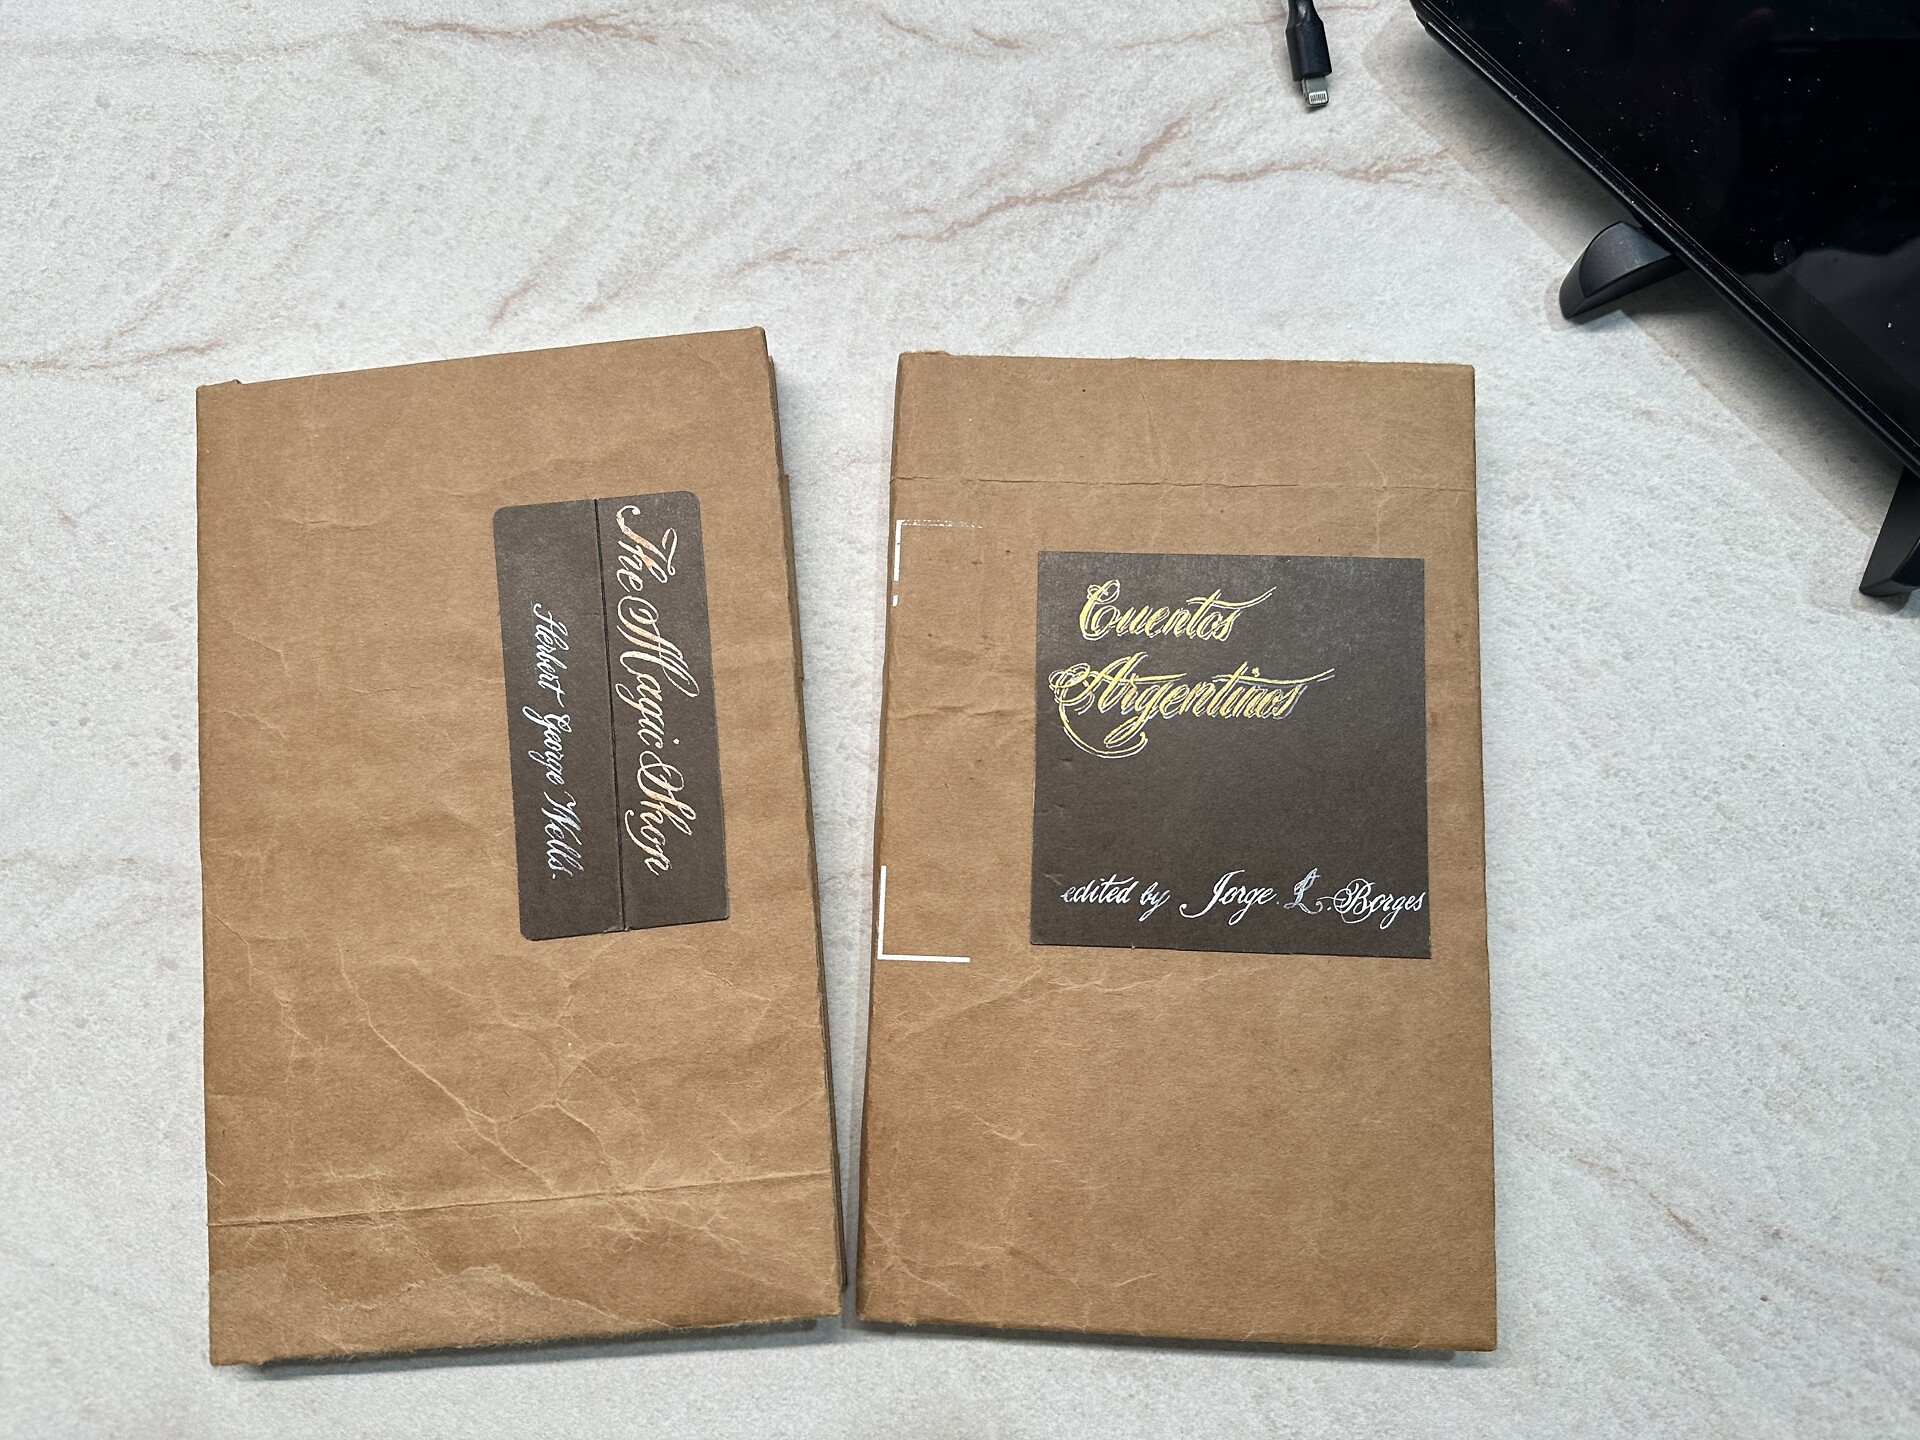 The Magic Shop
Herbert George Wells.
Cuentos
Argentinos
edited by Jorge. L. Borges